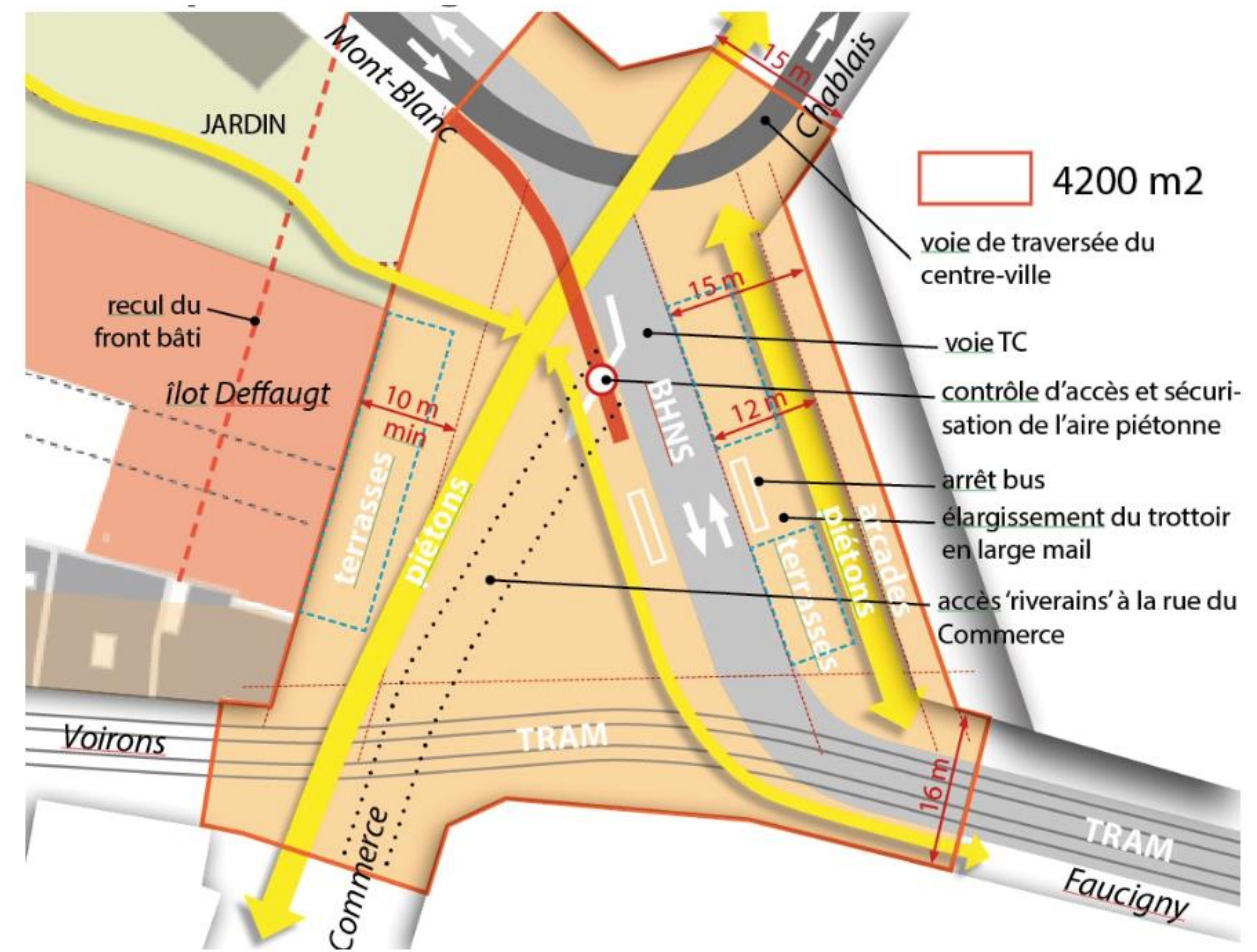 Mont-Blanc
15 m
Chablais
JARDIN
4200 m2
voie de traversée du
centre-ville
15 m
recul du
front bâti
voie TC
îlot Deffaugt
10 m
min
BHNS
12 m
contrôle d'accès et sécuri-
sation de l'aire piétonne
arrêt bus
élargissement du trottoir
en large mail
terrasses
piétons
terrasses
piétons
arcades
accès 'riverains' à la rue du
Commerce
Voirons
TRAM
16 m
TRAM
Commerce
Faucigny